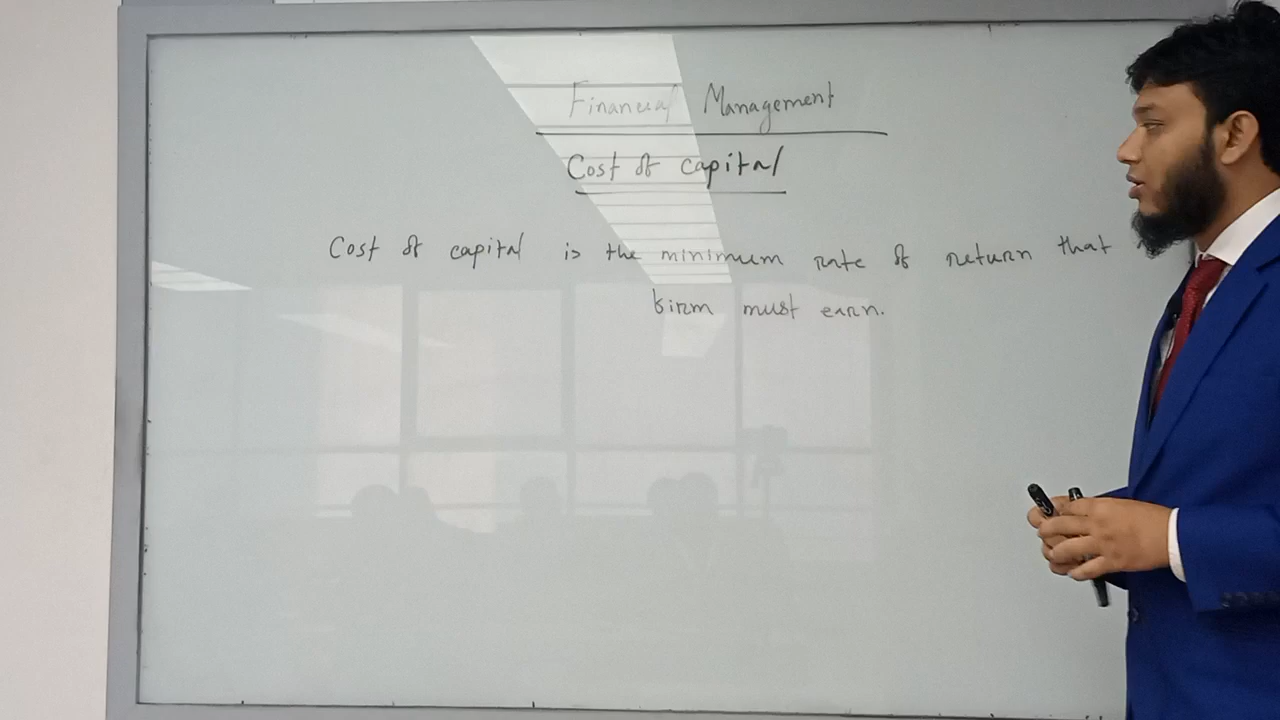 Financial Management
Cost of capital
Cost of capital is the minimum rate of return that
firm must earn.